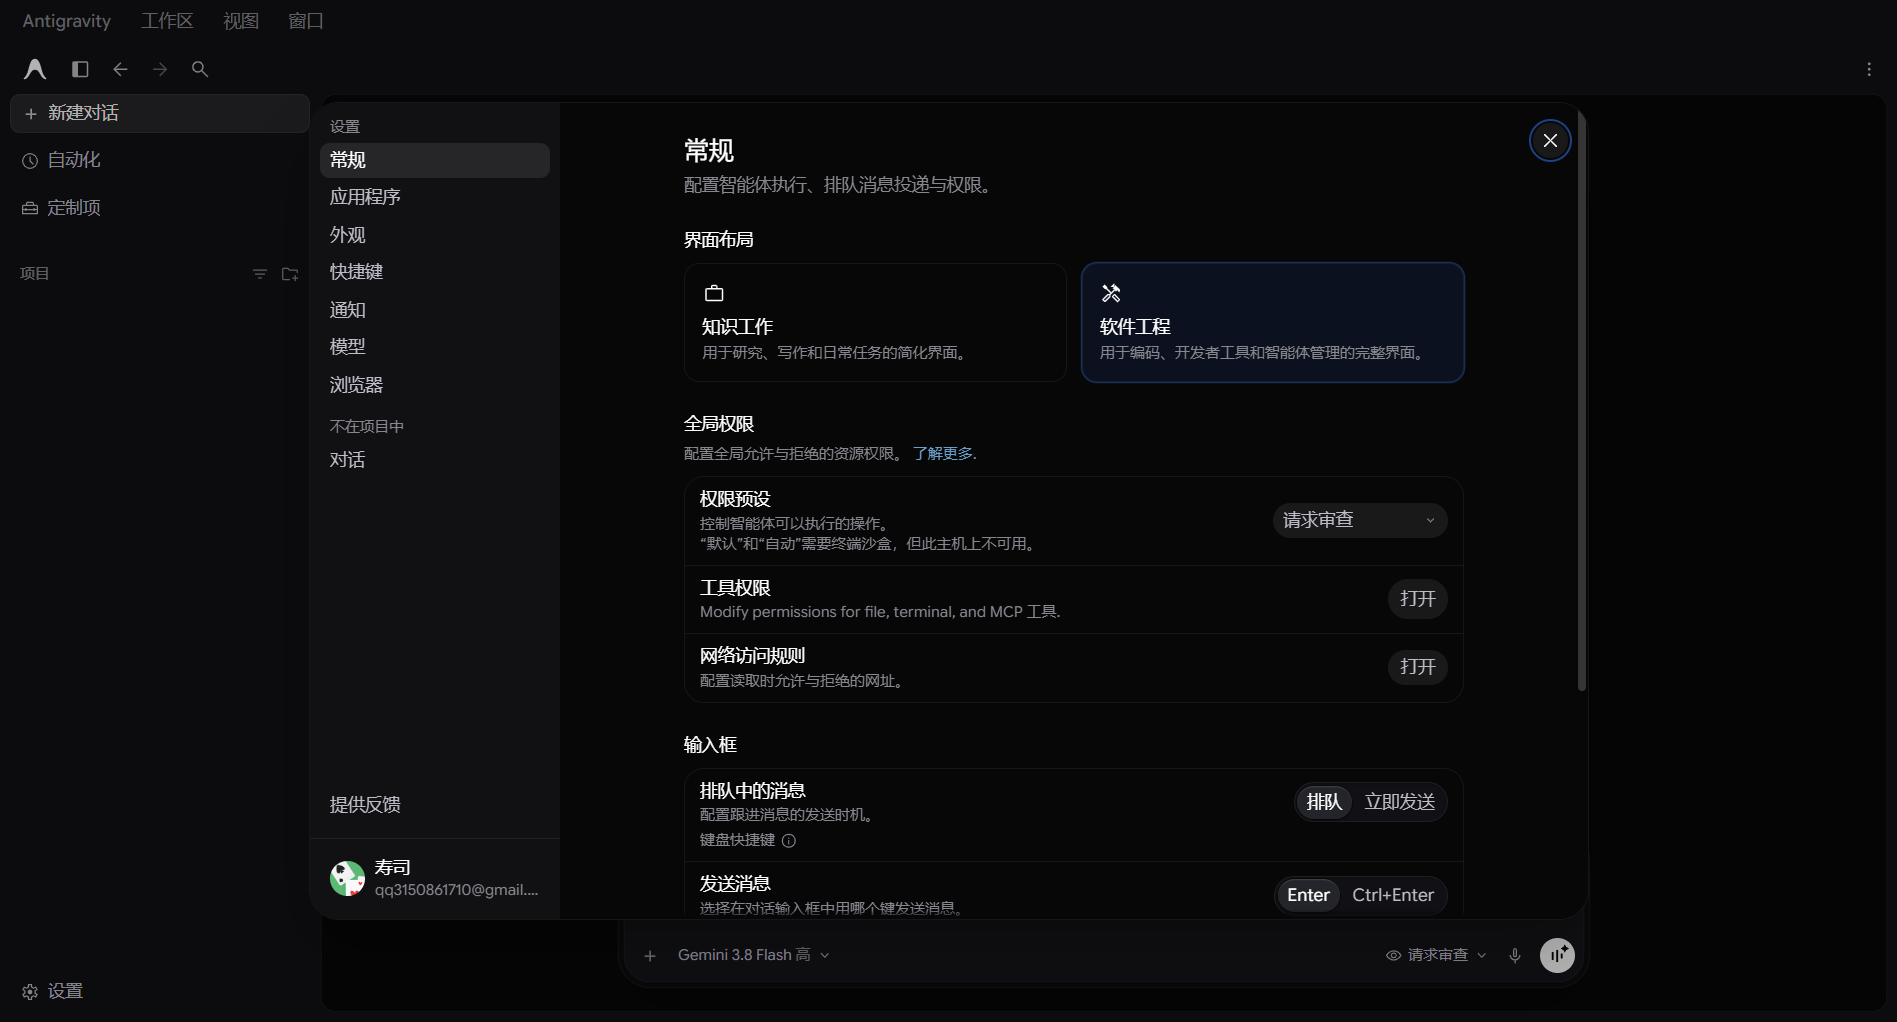 Antigravity 工作区 视图 窗口
新建对话
自动化
定制项
项目
设置
设置
常规
应用程序
外观
快捷键
通知
模型
浏览器
不在项目中
对话
提供反馈
寿司
qq3150861710@gmail....
常规
配置智能体执行、排队消息投递与权限。
界面布局
知识工作
用于研究、写作和日常任务的简化界面。
软件工程
用于编码、开发者工具和智能体管理的完整界面。
全局权限
配置全局允许与拒绝的资源权限。 了解更多.
权限预设
控制智能体可以执行的操作。
“默认”和“自动”需要终端沙盒，但此主机上不可用。
请求审查
工具权限
Modify permissions for file, terminal, and MCP 工具.
打开
网络访问规则
配置读取时允许与拒绝的网址。
打开
输入框
排队中的消息
配置跟进消息的发送时机。
键盘快捷键
排队 立即发送
发送消息
选择在对话输入框中用哪个键发送消息。
Enter Ctrl+Enter
Gemini 3.8 Flash 高
请求审查